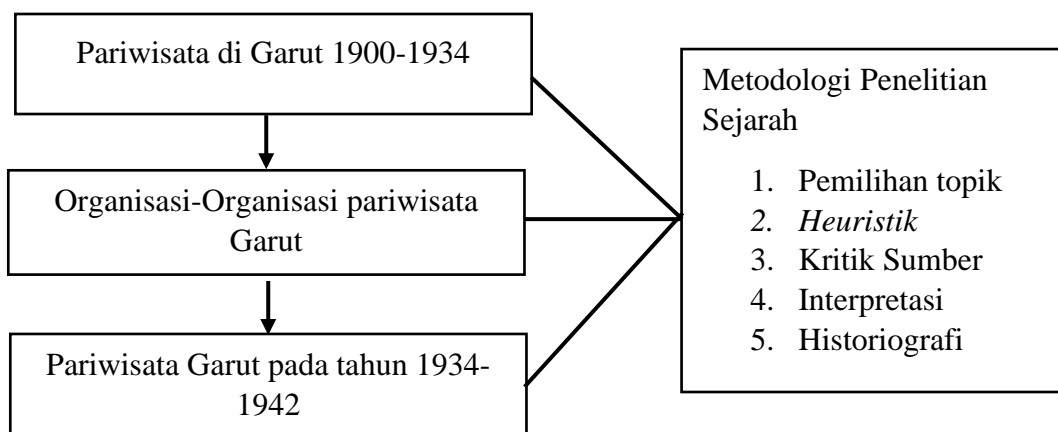 Pariwisata di Garut 1900-1934
Organisasi-Organisasi pariwisata
Garut
Pariwisata Garut pada tahun 1934-
1942
Metodologi Penelitian
Sejarah
1. Pemilihan topik
2. Heuristik
3. Kritik Sumber
4. Interpretasi
5. Historiografi